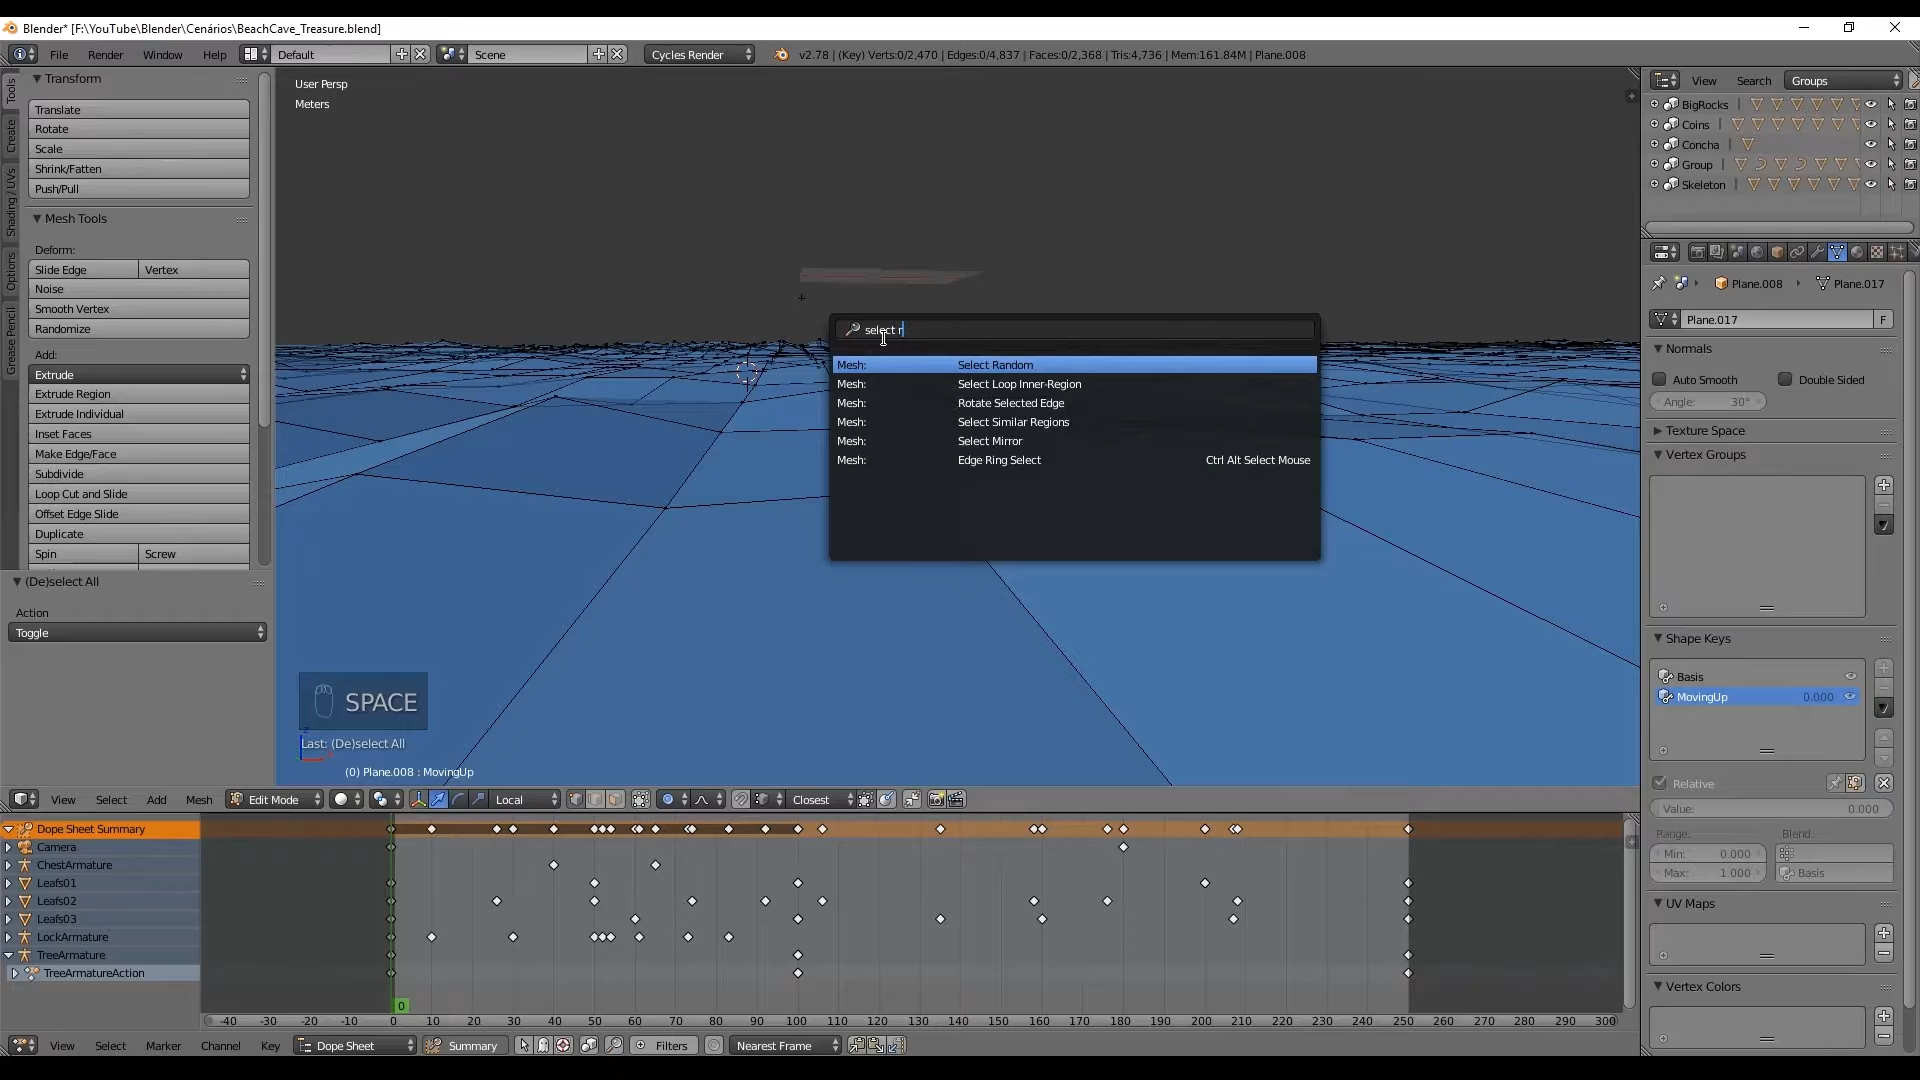 Blender* [F:\YouTube\Blender\Cenários\BeachCave_Treasure.blend]
File Render Window Help Default Scene Cycles Render v2.78 | (Key) Verts:0/2,470 | Edges:0/4,837 | Faces:0/2,368 | Tris:4,736 | Mem:161.84M | Plane.008
Tools
Create
Shading / UVs
Options
Grease Pencil
Transform
Translate
Rotate
Scale
Shrink/Fatten
Push/Pull
Mesh Tools
Deform:
Slide Edge Vertex
Noise
Smooth Vertex
Randomize
Add:
Extrude
Extrude Region
Extrude Individual
Inset Faces
Make Edge/Face
Subdivide
Loop Cut and Slide
Offset Edge Slide
Duplicate
Spin Screw
(De)select All
Action
Toggle
User Persp
Meters
select r
Mesh: Select Random
Mesh: Select Loop Inner-Region
Mesh: Rotate Selected Edge
Mesh: Select Similar Regions
Mesh: Select Mirror
Mesh: Edge Ring Select Ctrl Alt Select Mouse
SPACE
Last: (De)select All
(0) Plane.008 : MovingUp
View Select Add Mesh Edit Mode Local Closest
View Search Groups
BigRocks
Coins
Concha
Group
Skeleton
Plane.008 Plane.017
Plane.017 F
Normals
Auto Smooth Double Sided
Angle: 30°
Texture Space
Vertex Groups
Shape Keys
Basis
MovingUp 0.000
Relative
Value: 0.000
Range: Blend:
Min: 0.000
Max: 1.000 Basis
UV Maps
Vertex Colors
Dope Sheet Summary
Camera
ChestArmature
Leafs01
Leafs02
Leafs03
LockArmature
TreeArmature
TreeArmatureAction
0
-40 -30 -20 -10 0 10 20 30 40 50 60 70 80 90 100 110 120 130 140 150 160 170 180 190 200 210 220 230 240 250 260 270 280 290 300
View Select Marker Channel Key Dope Sheet Summary Filters Nearest Frame